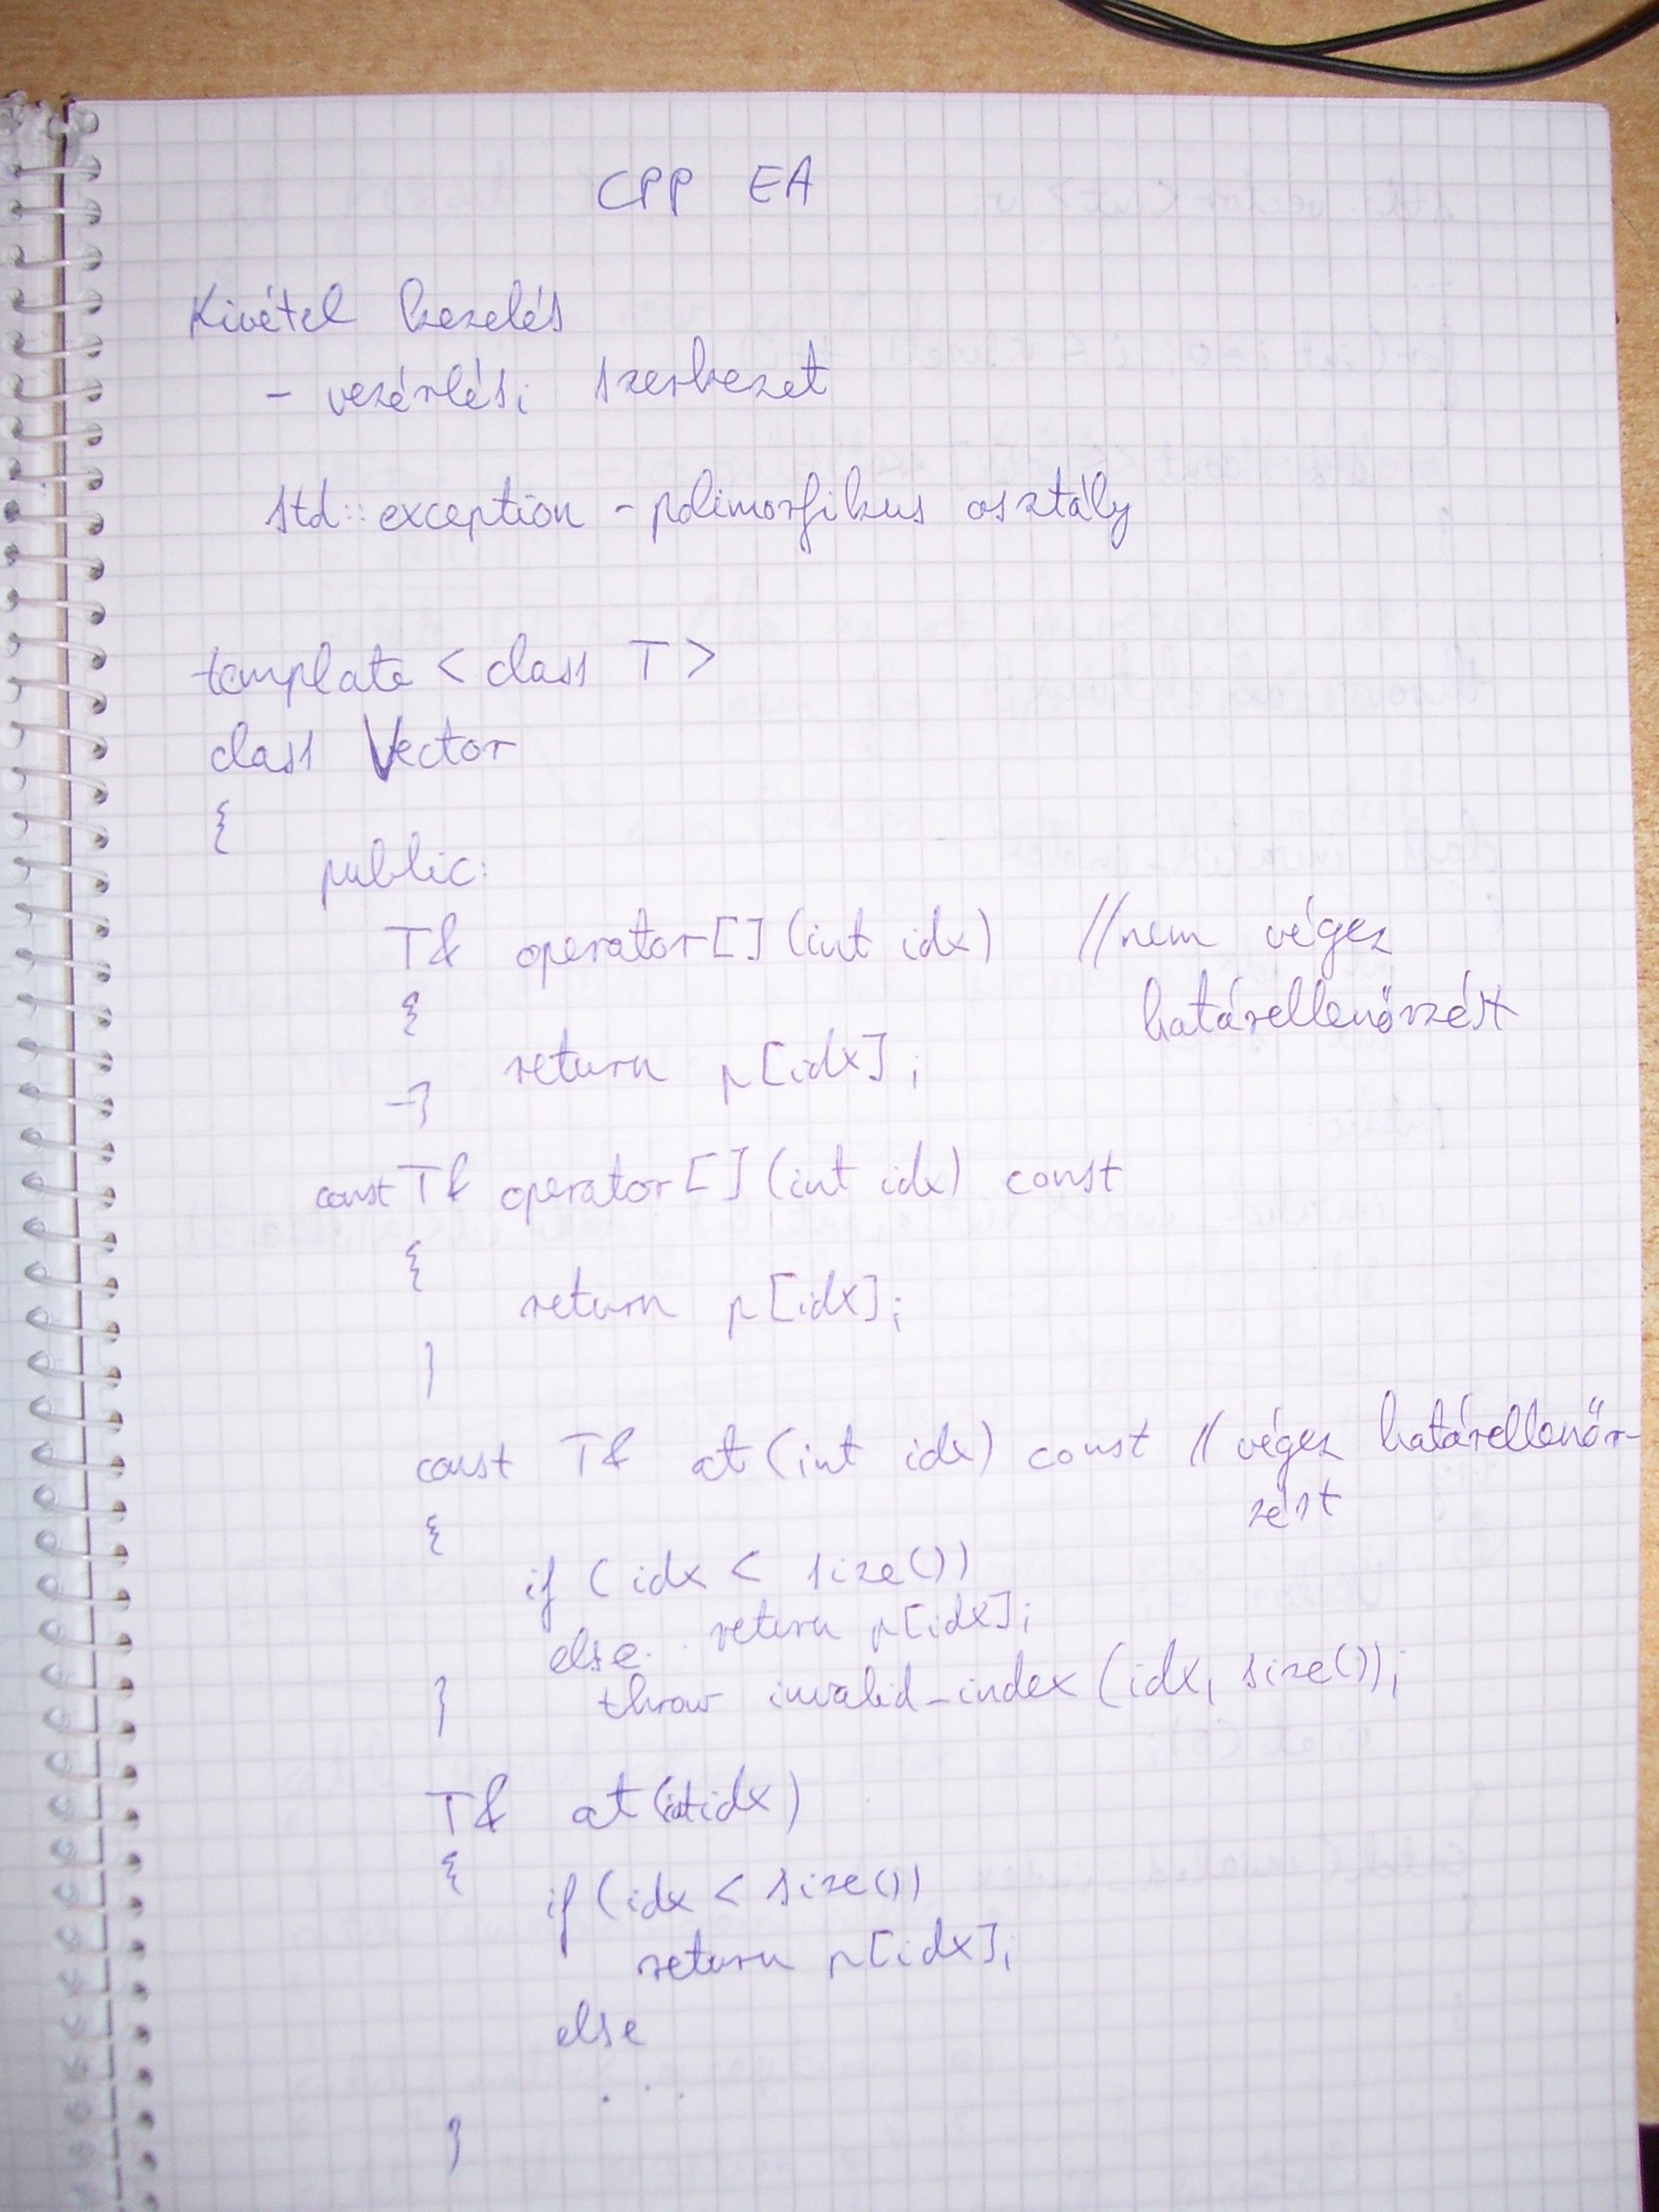 CPP EA
Kivétel kezelés
- vezérlési szerkezet
std::exception - polimorfikus osztály
template < class T >
class Vector
{
public:
T& operator[](int idx) //nem végez
határellenőrzést
{
return p[idx];
}
const T& operator[](int idx) const
{
return p[idx];
}
const T& at(int idx) const // végez határellenőr-
zést
{
if (idx < size())
return p[idx];
else
throw invalid_index(idx, size());
}
T& at(int idx)
{
if (idx < size())
return p[idx];
else
...
}